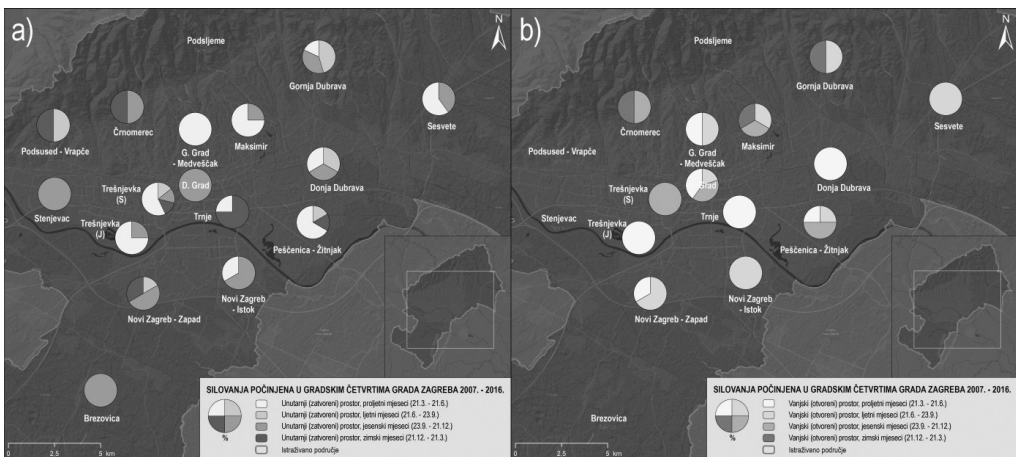 a)
N
Podsljeme
Gornja Dubrava
Sesvete
Črnomerec
Maksimir
Podsused - Vrapče
G. Grad
- Medveščak
Donja Dubrava
Trešnjevka
(S)
D. Grad
Stenjevac
Trnje
Trešnjevka
(J)
Peščenica - Žitnjak
Novi Zagreb
- Istok
Novi Zagreb - Zapad
Brezovica
0 2.5 5 km
SILOVANJA POČINJENA U GRADSKIM ČETVRTIMA GRADA ZAGREBA 2007. - 2016.
Unutarnji (zatvoreni) prostor, proljetni mjeseci (21.3. - 21.6.)
Unutarnji (zatvoreni) prostor, ljetni mjeseci (21.6. - 23.9.)
Unutarnji (zatvoreni) prostor, jesenski mjeseci (23.9. - 21.12.)
Unutarnji (zatvoreni) prostor, zimski mjeseci (21.12. - 21.3.)
Istraživano područje
%
b)
N
Podsljeme
Gornja Dubrava
Sesvete
Črnomerec
Maksimir
Podsused - Vrapče
G. Grad
- Medveščak
Donja Dubrava
Trešnjevka
(S)
Grad
Stenjevac
Trnje
Trešnjevka
(J)
Peščenica - Žitnjak
Novi Zagreb
- Istok
Novi Zagreb - Zapad
Brezovica
0 2.5 5 km
SILOVANJA POČINJENA U GRADSKIM ČETVRTIMA GRADA ZAGREBA 2007. - 2016.
Vanjski (otvoreni) prostor, proljetni mjeseci (21.3. - 21.6.)
Vanjski (otvoreni) prostor, ljetni mjeseci (21.6. - 23.9.)
Vanjski (otvoreni) prostor, jesenski mjeseci (23.9. - 21.12.)
Vanjski (otvoreni) prostor, zimski mjeseci (21.12. - 21.3.)
Istraživano područje
%